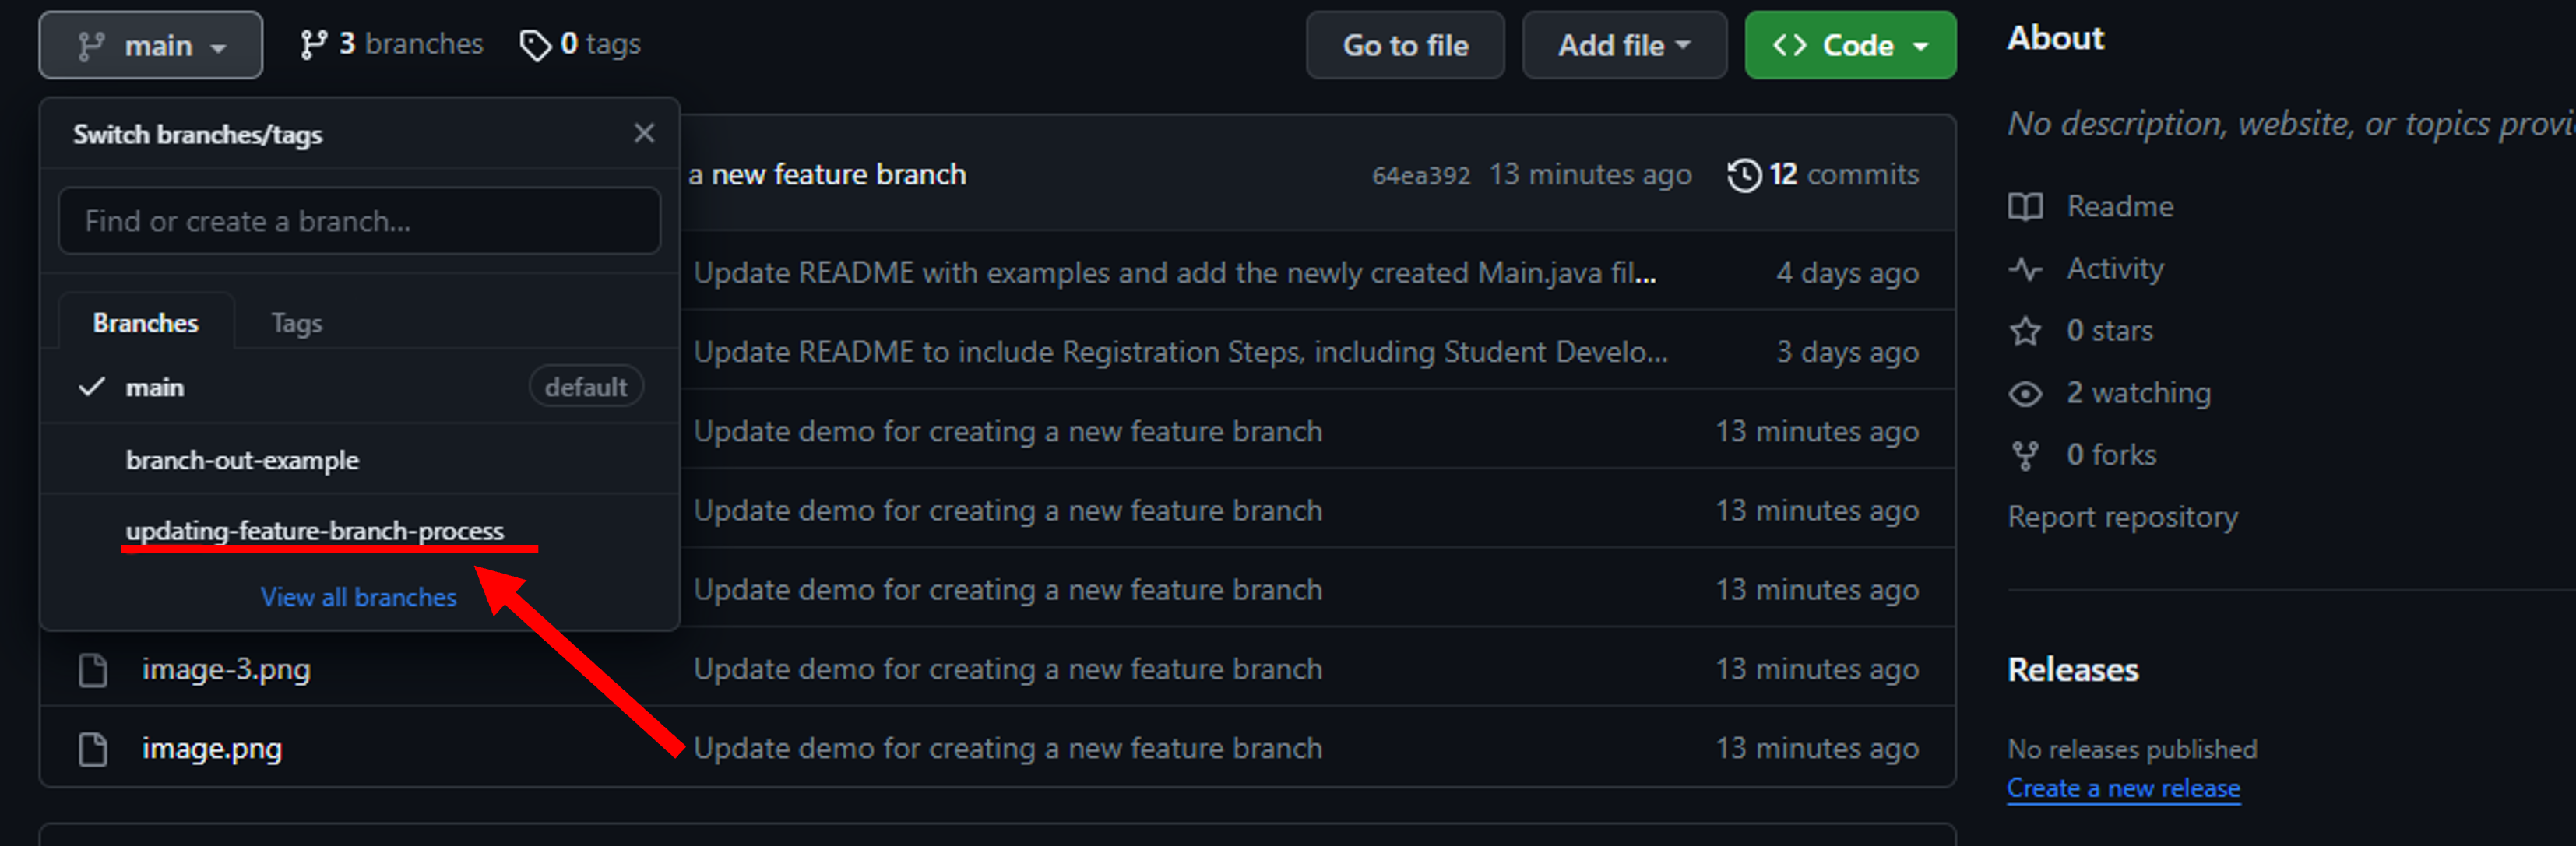 main
3 branches
0 tags
Go to file
Add file
Code
Switch branches/tags
Find or create a branch...
Branches
Tags
main
default
branch-out-example
updating-feature-branch-process
View all branches
a new feature branch
64ea392
13 minutes ago
12 commits
Update README with examples and add the newly created Main.java fil...
4 days ago
Update README to include Registration Steps, including Student Develo...
3 days ago
Update demo for creating a new feature branch
13 minutes ago
Update demo for creating a new feature branch
13 minutes ago
Update demo for creating a new feature branch
13 minutes ago
image-3.png
Update demo for creating a new feature branch
13 minutes ago
image.png
Update demo for creating a new feature branch
13 minutes ago
About
No description, website, or topics
Readme
Activity
0 stars
2 watching
0 forks
Report repository
Releases
No releases published
Create a new release